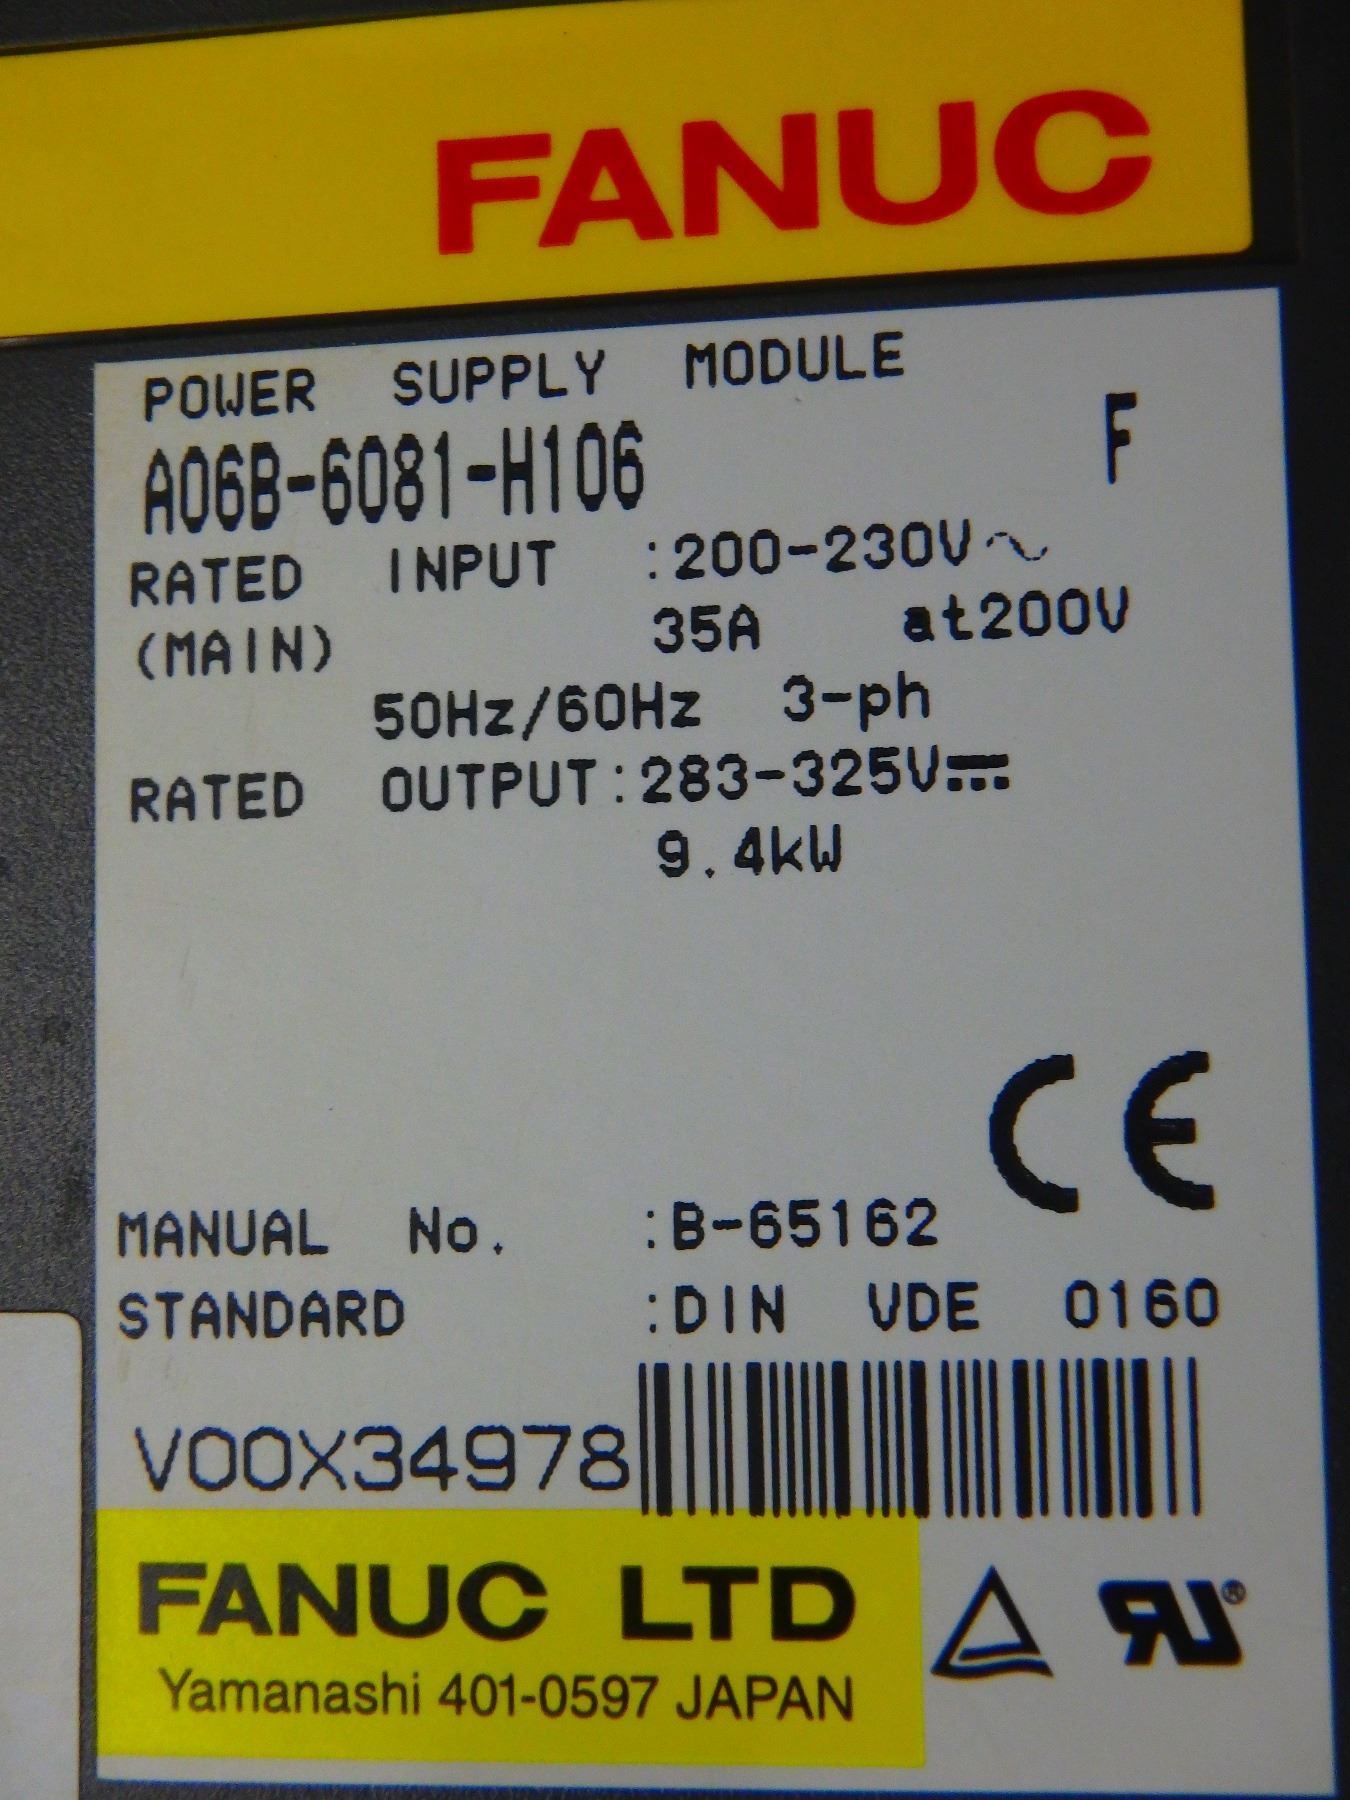 FANUC
POWER SUPPLY MODULE
A06B-6081-H106 F
RATED INPUT :200-230V~
(MAIN) 35A at200V
50Hz/60Hz 3-ph
RATED OUTPUT:283-325V⎓
9.4kW
CE
MANUAL No. :B-65162
STANDARD :DIN VDE 0160
V00X34978
FANUC LTD
Yamanashi 401-0597 JAPAN
RU®